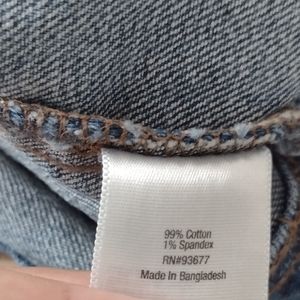 99% Cotton
1% Spandex
RN#93677
Made In Bangladesh